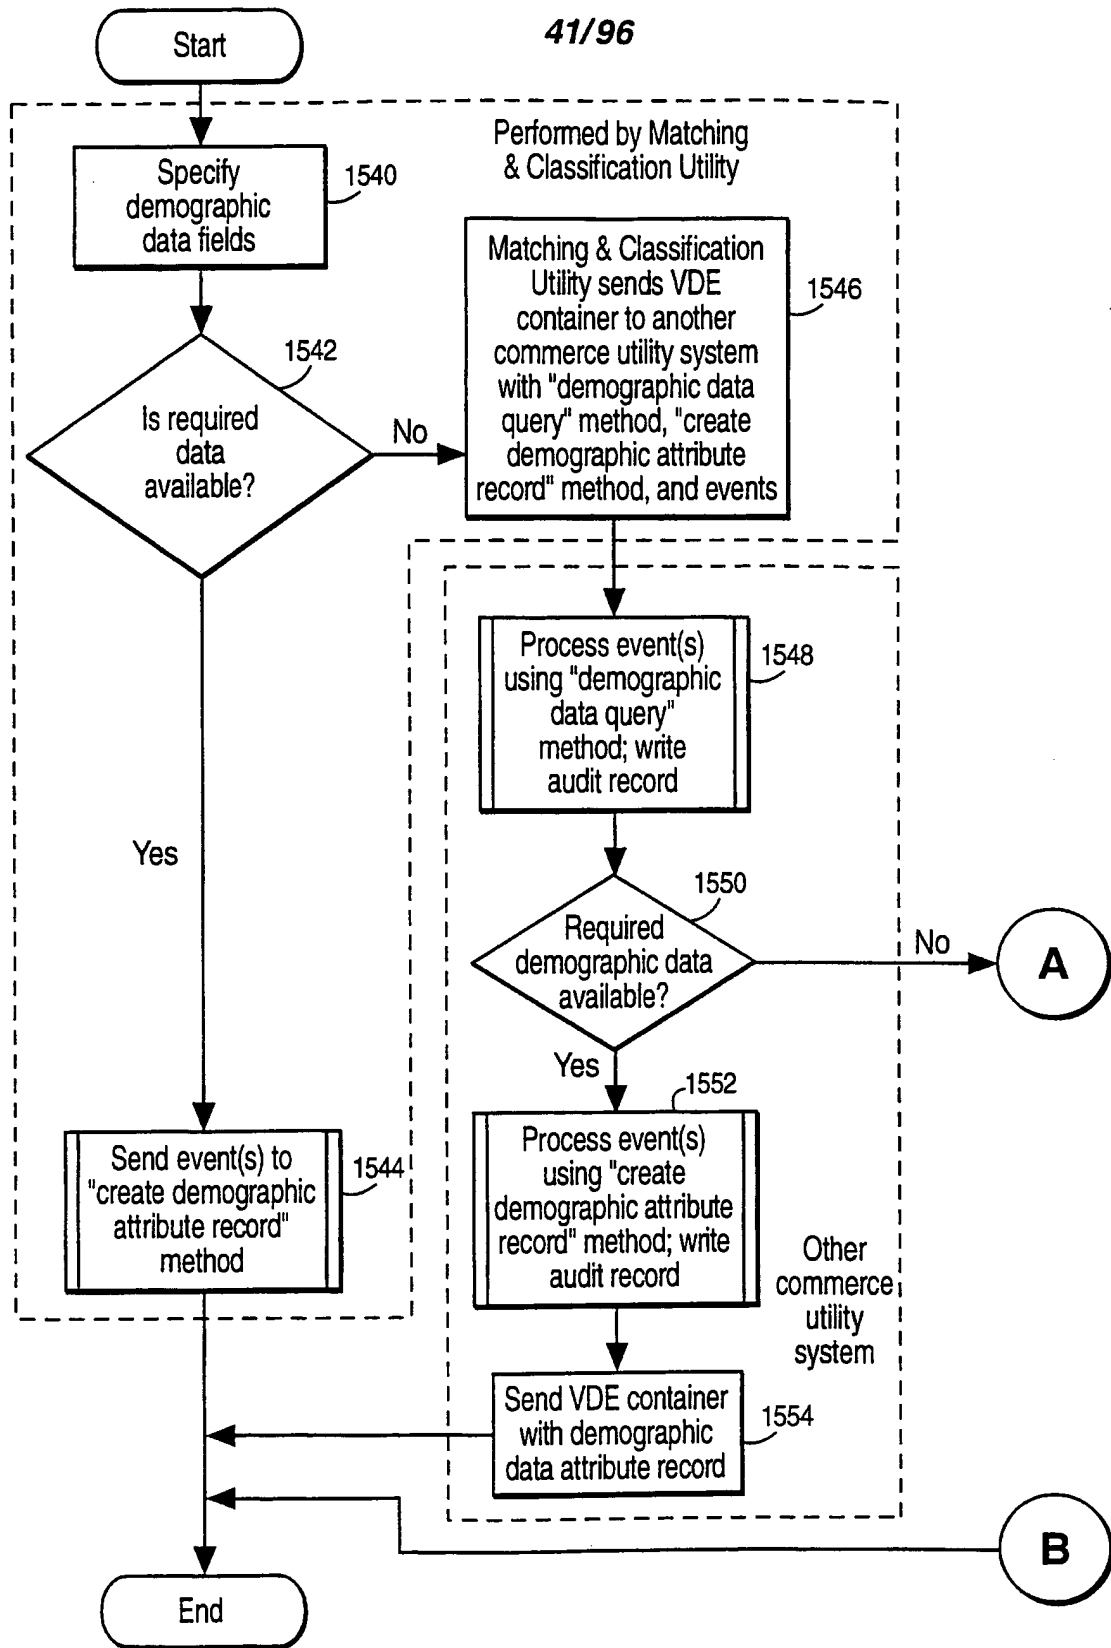 41/96
Start
Performed by Matching
& Classification Utility
Specify
demographic
data fields
1540
Matching & Classification
Utility sends VDE
container to another
commerce utility system
with "demographic data
query" method, "create
demographic attribute
record" method, and events
1546
1542
Is required
data
available?
No
Yes
Process event(s)
using "demographic
data query"
method; write
audit record
1548
1550
Required
demographic data
available?
No
A
Yes
1552
Process event(s)
using "create
demographic attribute
record" method; write
audit record
Send event(s) to
"create demographic
attribute record"
method
1544
Other
commerce
utility
system
Send VDE container
with demographic
data attribute record
1554
B
End